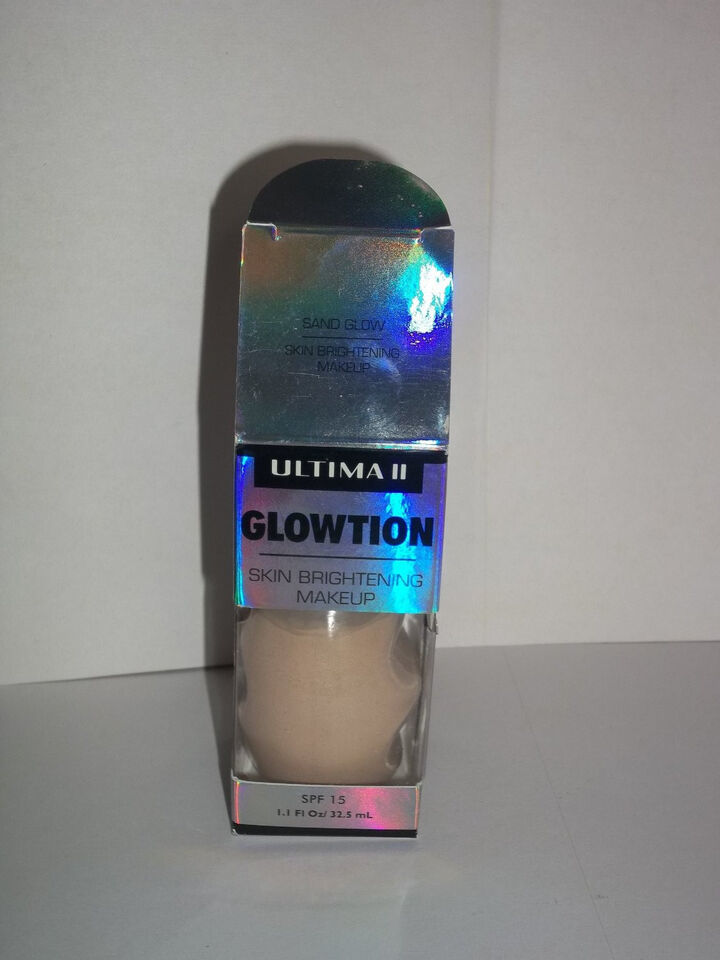 SAND GLOW
SKIN BRIGHTENING
MAKEUP
ULTIMA II
GLOWTION
SKIN BRIGHTENING
MAKEUP
SPF 15
1.1 Fl Oz/ 32.5 mL